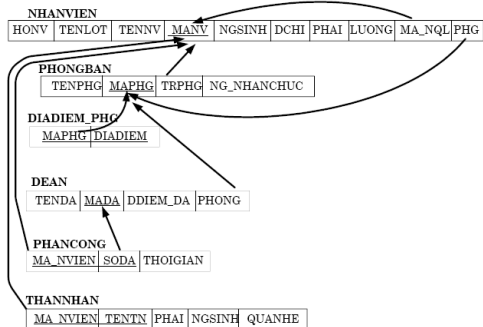 NHANVIEN
HONV TENLOT TENNV MANV NGSINH DCHI PHAI LUONG MA_NQL PHG
PHONGBAN
TENPHG MAPHG TRPHG NG_NHANCHUC
DIADIEM_PHG
MAPHG DIADIEM
DEAN
TENDA MADA DDIEM_DA PHONG
PHANCONG
MA_NVIEN SODA THOIGIAN
THANNHAN
MA_NVIEN TENTN PHAI NGSINH QUANHE